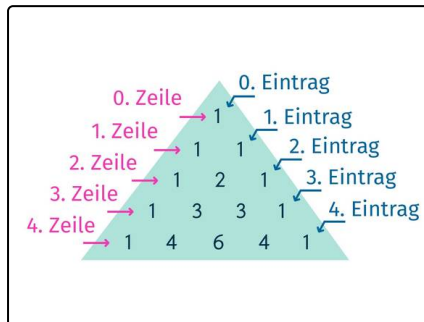 0. Eintrag
0. Zeile
1
1. Eintrag
1. Zeile
1 1
2. Eintrag
2. Zeile
1 2 1
3. Eintrag
3. Zeile
1 3 3 1
4. Eintrag
4. Zeile
1 4 6 4 1